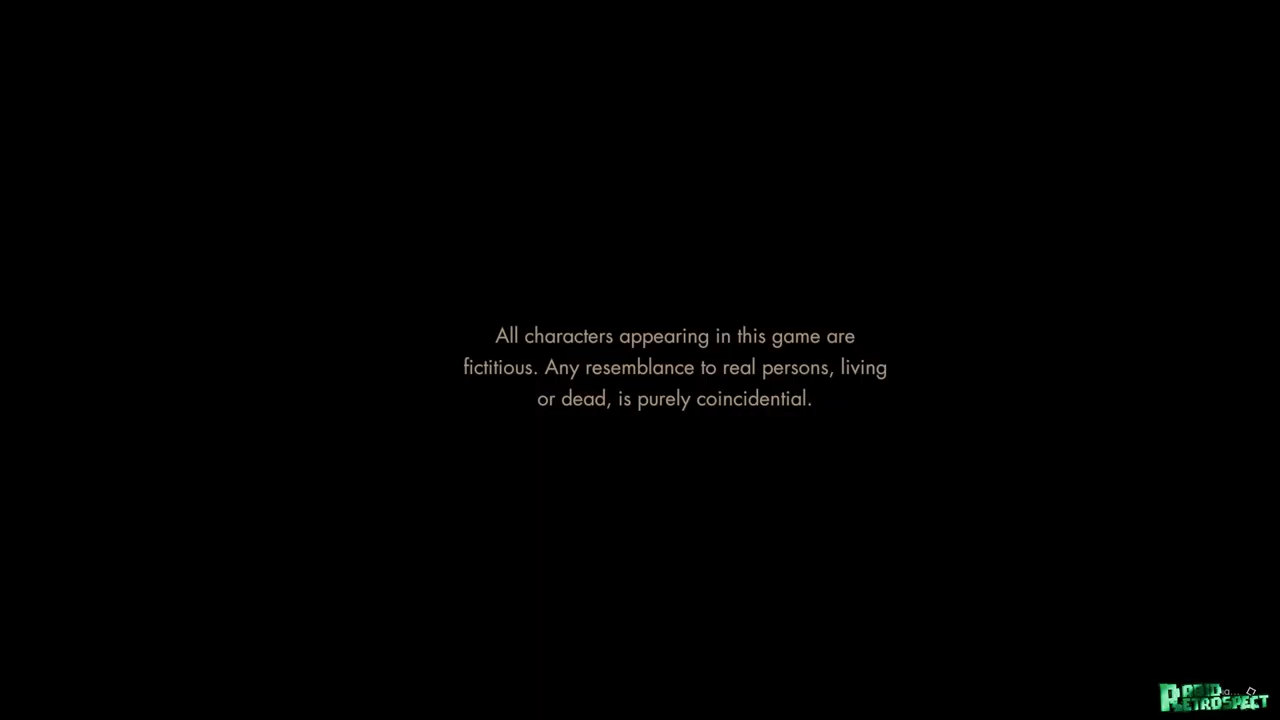 All characters appearing in this game are
fictitious. Any resemblance to real persons, living
or dead, is purely coincidential.
RABID
RETROSPECT